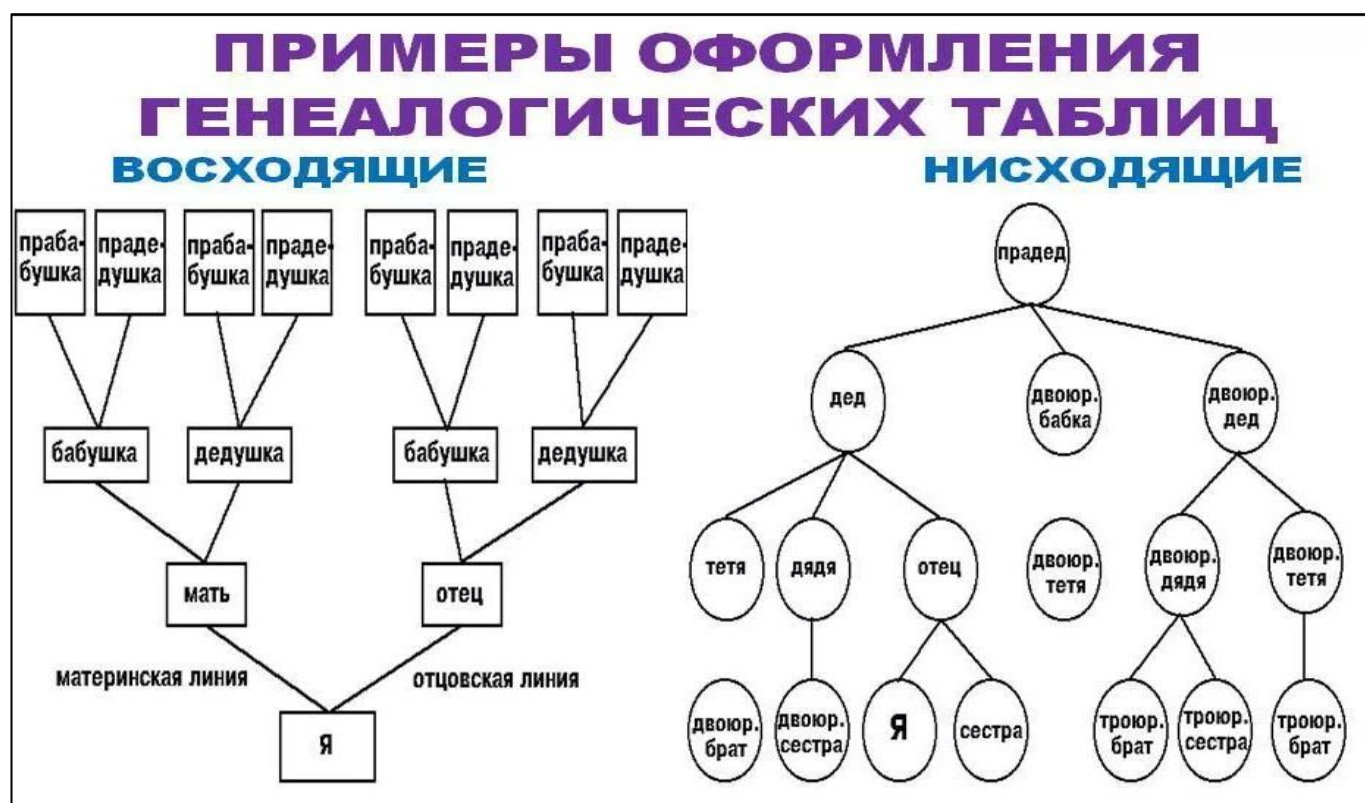 ПРИМЕРЫ ОФОРМЛЕНИЯ
ГЕНЕАЛОГИЧЕСКИХ ТАБЛИЦ
ВОСХОДЯЩИЕ
праба-
бушка
праде-
душка
праба-
бушка
праде-
душка
праба-
бушка
праде-
душка
праба-
бушка
праде-
душка
бабушка
дедушка
бабушка
дедушка
мать
отец
материнская линия
отцовская линия
я
НИСХОДЯЩИЕ
прадед
дед
двоюр.
бабка
двоюр.
дед
тетя
дядя
отец
двоюр.
тетя
двоюр.
дядя
двоюр.
тетя
двоюр.
брат
двоюр.
сестра
Я
сестра
троюр.
брат
троюр.
сестра
троюр.
брат